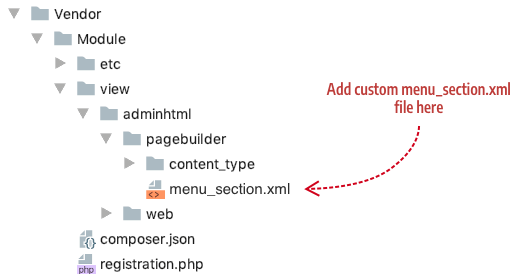 Vendor
Module
etc
view
adminhtml
pagebuilder
content_type
menu_section.xml
web
composer.json
registration.php
Add custom menu_section.xml
file here
<>
{}
php